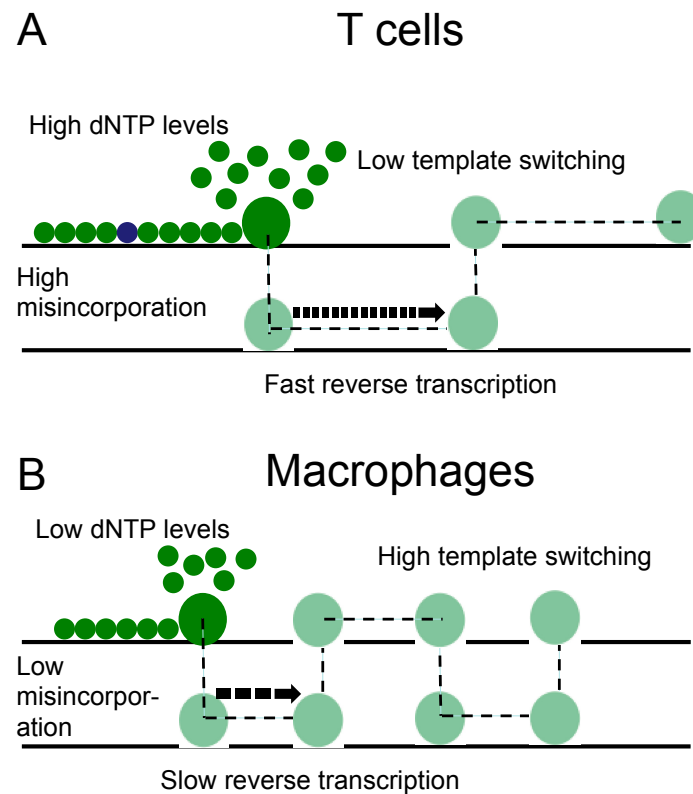 A
T cells
High dNTP levels
Low template switching
High
misincorporation
Fast reverse transcription
B
Macrophages
Low dNTP levels
High template switching
Low
misincorpor-
ation
Slow reverse transcription